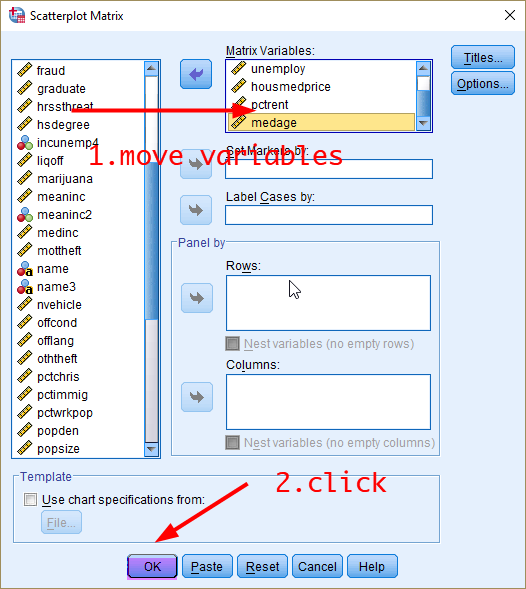 Scatterplot Matrix
fraud
graduate
hrssthreat
hsdegree
incunemp4
liqoff
marijuana
meaninc
meaninc2
medinc
mottheft
name
name3
nvehicle
offcond
offlang
oththeft
pctchris
pctimmig
pctwrkpop
popden
popsize
Matrix Variables:
unemploy
housmedprice
pctrent
medage
1.move variables
Set Markers by:
Label Cases by:
Panel by
Rows:
Nest variables (no empty rows)
Columns:
Nest variables (no empty columns)
Titles...
Options...
Template
Use chart specifications from:
File...
2.click
OK
Paste
Reset
Cancel
Help